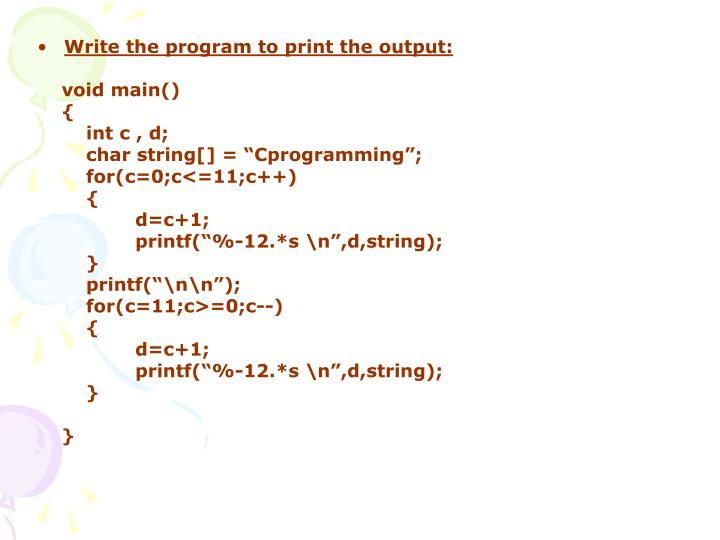 • Write the program to print the output:
void main()
{
int c , d;
char string[] = “Cprogramming”;
for(c=0;c<=11;c++)
{
d=c+1;
printf(“%-12.*s \n”,d,string);
}
printf(“\n\n”);
for(c=11;c>=0;c--)
{
d=c+1;
printf(“%-12.*s \n”,d,string);
}
}